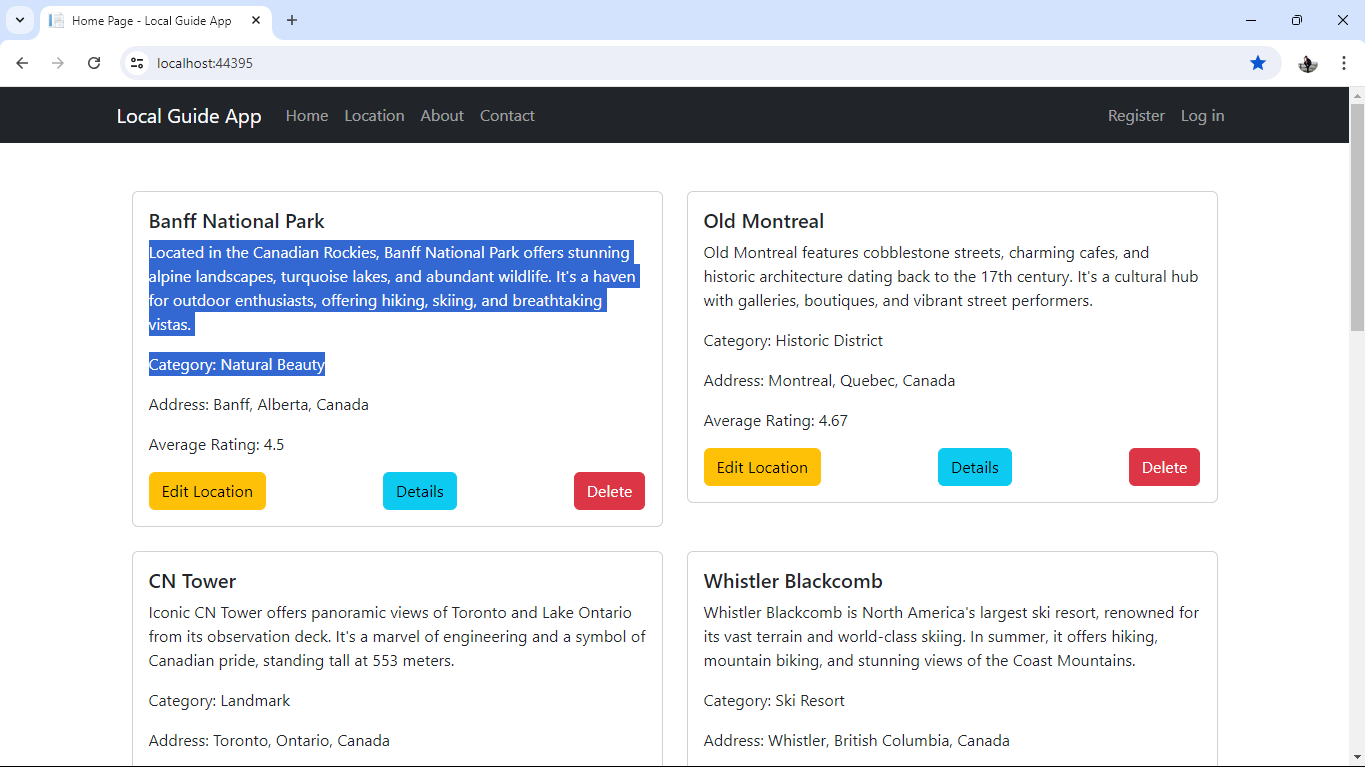 Home Page - Local Guide App
localhost:44395
Local Guide App Home Location About Contact Register Log in
Banff National Park
Located in the Canadian Rockies, Banff National Park offers stunning
alpine landscapes, turquoise lakes, and abundant wildlife. It's a haven
for outdoor enthusiasts, offering hiking, skiing, and breathtaking
vistas.
Category: Natural Beauty
Address: Banff, Alberta, Canada
Average Rating: 4.5
Edit Location Details Delete
Old Montreal
Old Montreal features cobblestone streets, charming cafes, and
historic architecture dating back to the 17th century. It's a cultural hub
with galleries, boutiques, and vibrant street performers.
Category: Historic District
Address: Montreal, Quebec, Canada
Average Rating: 4.67
Edit Location Details Delete
CN Tower
Iconic CN Tower offers panoramic views of Toronto and Lake Ontario
from its observation deck. It's a marvel of engineering and a symbol of
Canadian pride, standing tall at 553 meters.
Category: Landmark
Address: Toronto, Ontario, Canada
Whistler Blackcomb
Whistler Blackcomb is North America's largest ski resort, renowned for
its vast terrain and world-class skiing. In summer, it offers hiking,
mountain biking, and stunning views of the Coast Mountains.
Category: Ski Resort
Address: Whistler, British Columbia, Canada